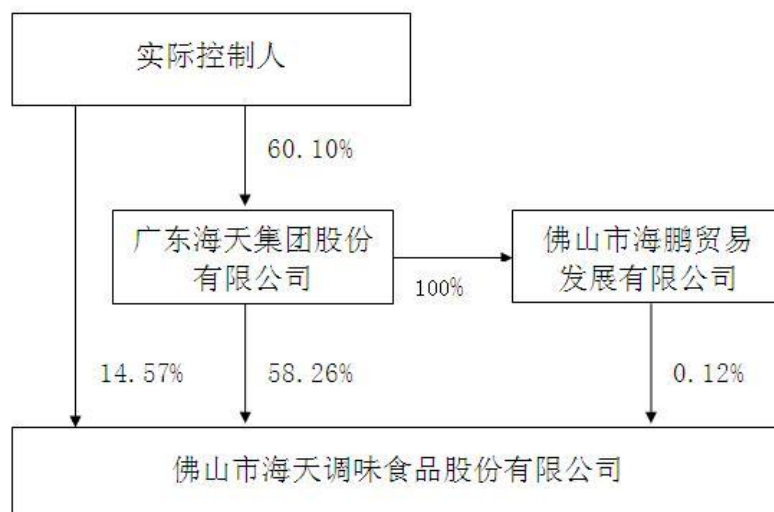 实际控制人
60.10%
广东海天集团股份
有限公司
佛山市海鹏贸易
发展有限公司
100%
14.57%
58.26%
0.12%
佛山市海天调味食品股份有限公司